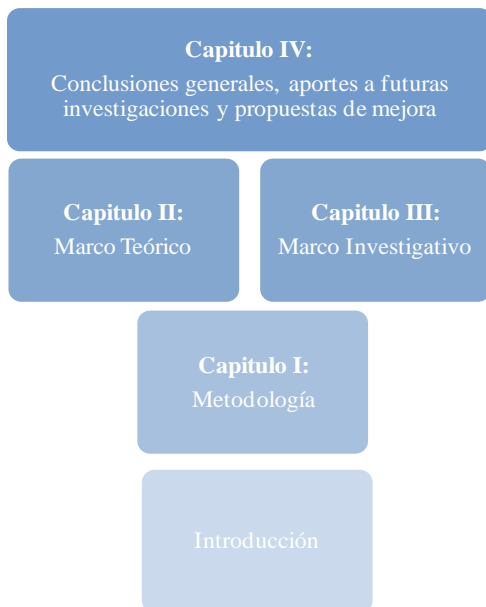 Capitulo IV:
Conclusiones generales, aportes a futuras
investigaciones y propuestas de mejora
Capitulo II:
Marco Teórico
Capitulo III:
Marco Investigativo
Capitulo I:
Metodología
Introducción